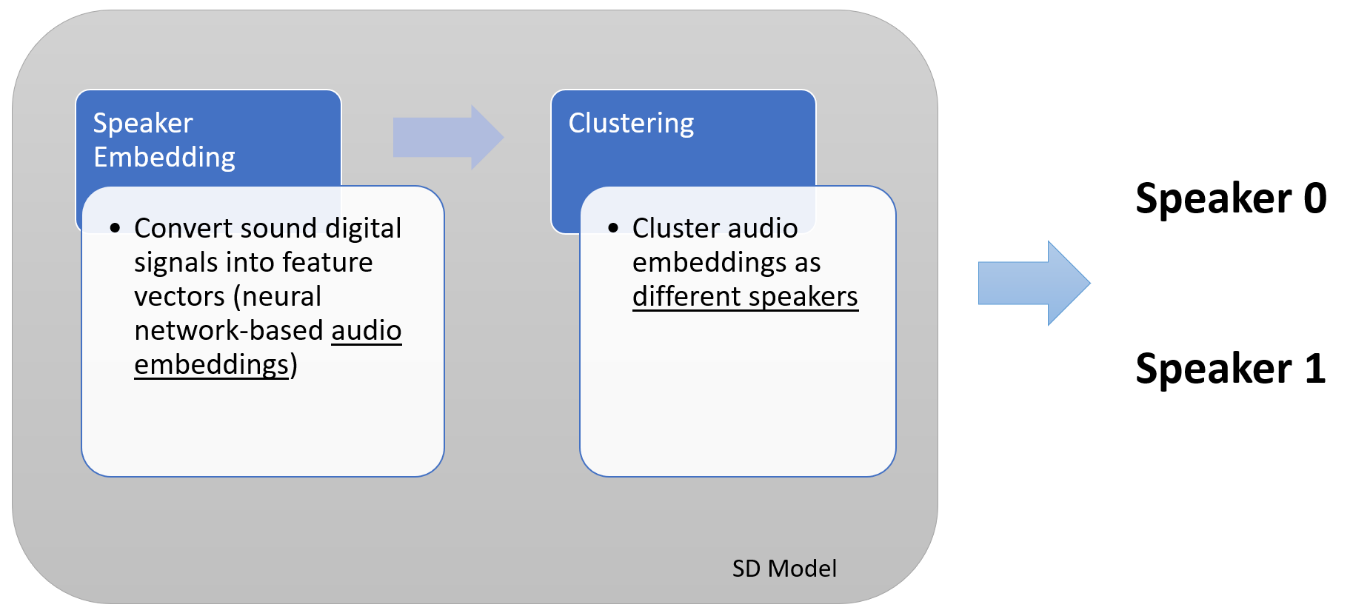 Speaker
Embedding
• Convert sound digital
signals into feature
vectors (neural
network-based audio
embeddings)
Clustering
• Cluster audio
embeddings as
different speakers
SD Model
Speaker 0
Speaker 1